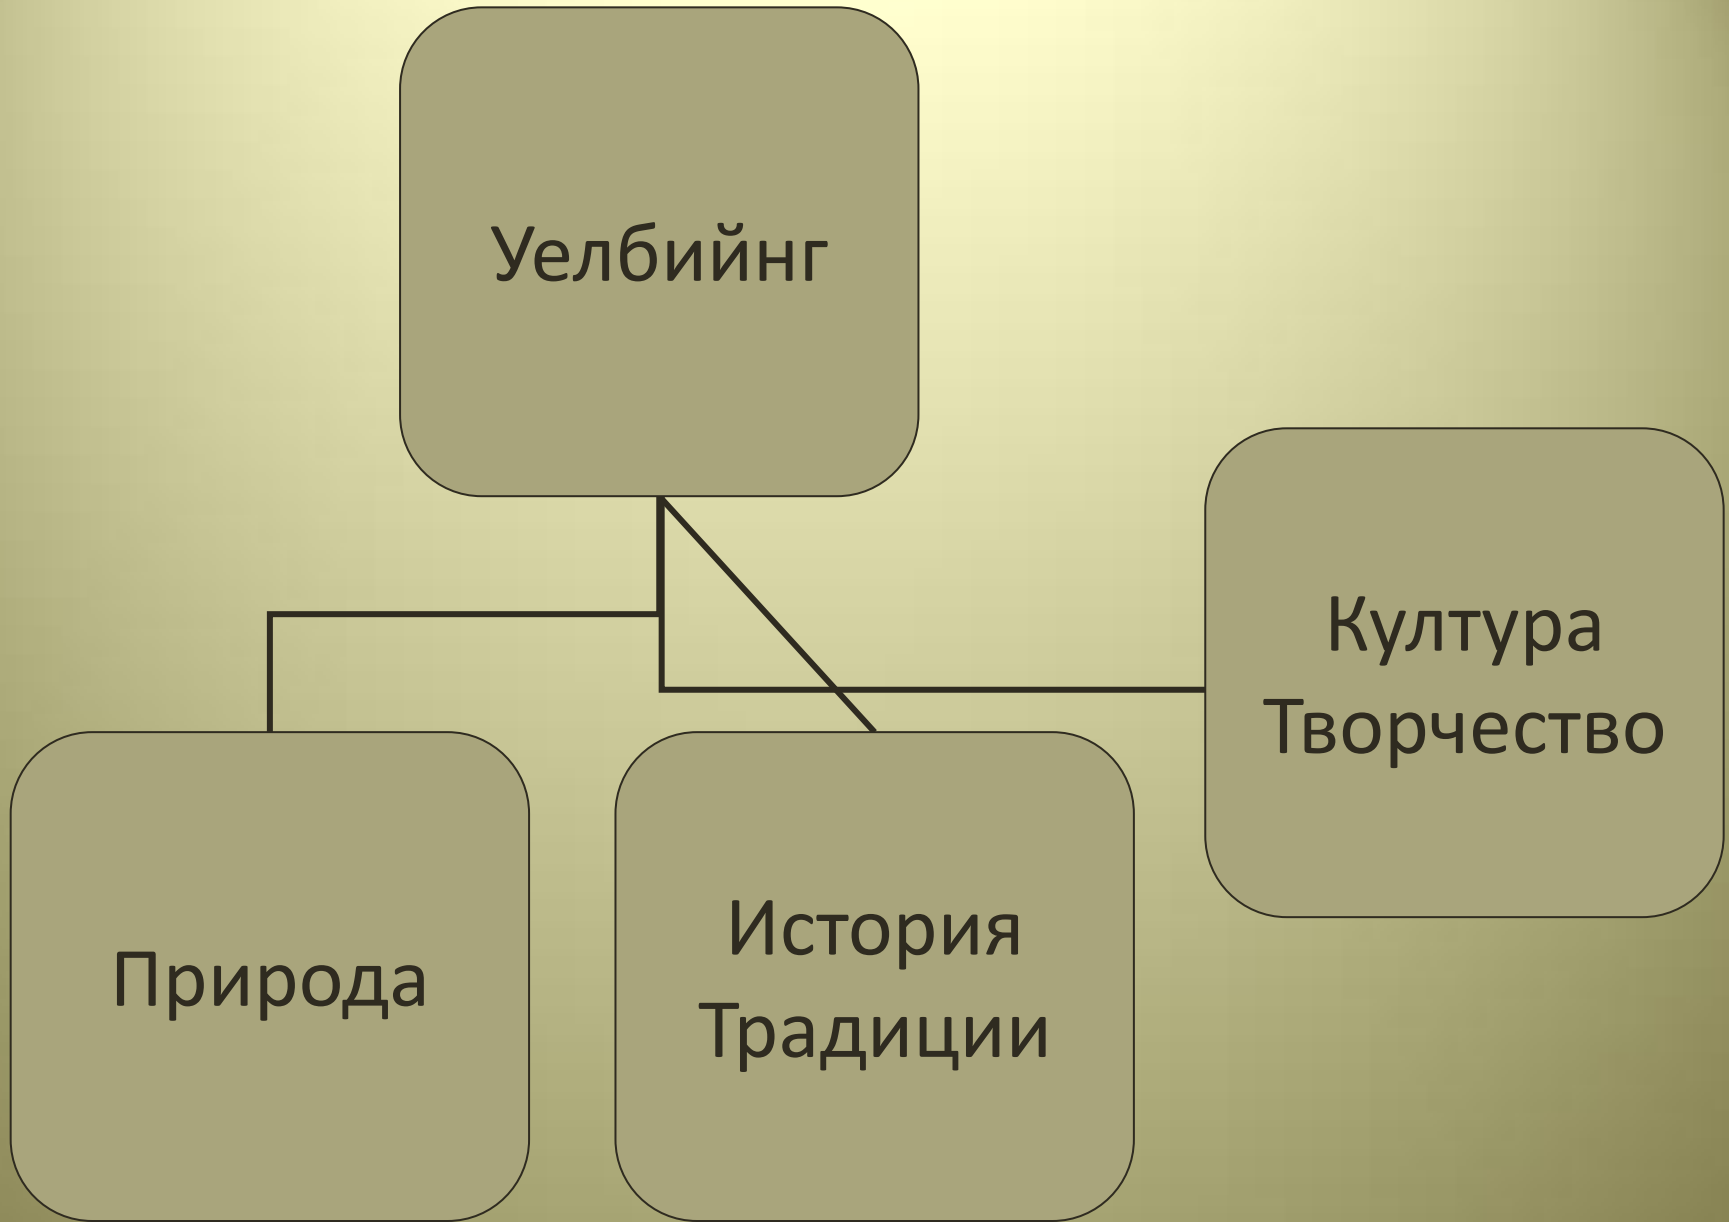 Уелбийнг
Култура
Творчество
Природа
История
Традиции